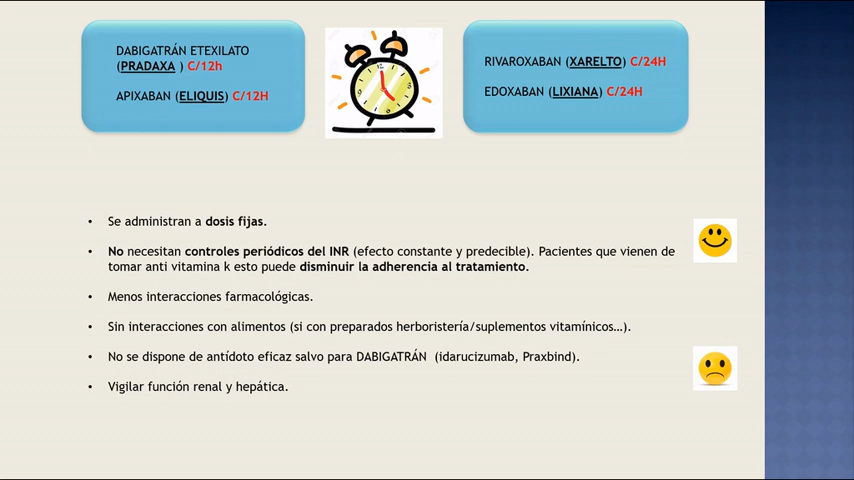 DABIGATRÁN ETEXILATO
(PRADAXA ) C/12h
APIXABAN (ELIQUIS) C/12H
RIVAROXABAN (XARELTO) C/24H
EDOXABAN (LIXIANA) C/24H
• Se administran a dosis fijas.
• No necesitan controles periódicos del INR (efecto constante y predecible). Pacientes que vienen de
tomar anti vitamina k esto puede disminuir la adherencia al tratamiento.
• Menos interacciones farmacológicas.
• Sin interacciones con alimentos (si con preparados herboristería/suplementos vitamínicos…).
• No se dispone de antídoto eficaz salvo para DABIGATRÁN (idarucizumab, Praxbind).
• Vigilar función renal y hepática.